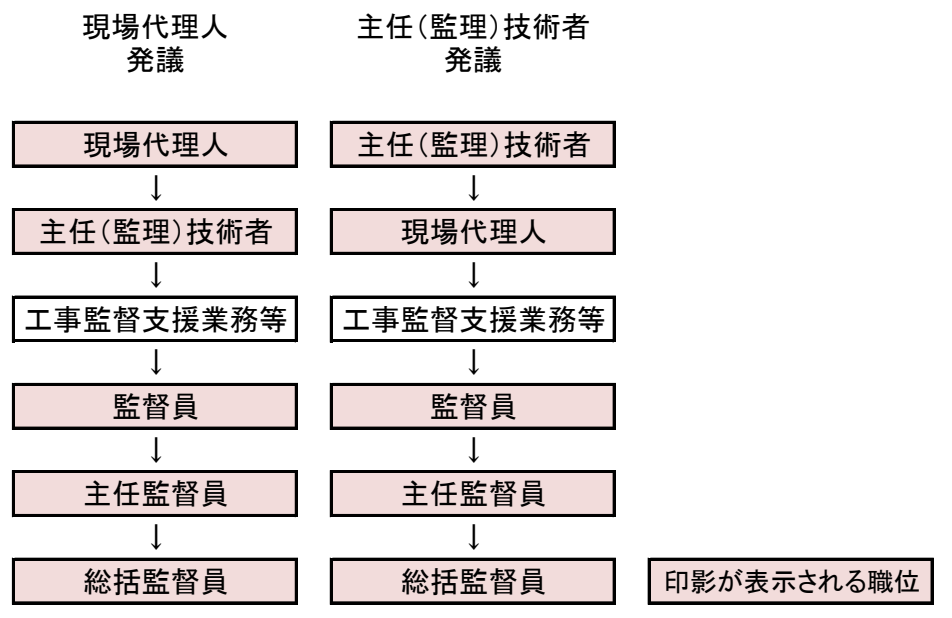 現場代理人
発議
現場代理人
↓
主任(監理)技術者
↓
工事監督支援業務等
↓
監督員
↓
主任監督員
↓
総括監督員
主任(監理)技術者
発議
主任(監理)技術者
↓
現場代理人
↓
工事監督支援業務等
↓
監督員
↓
主任監督員
↓
総括監督員
印影が表示される職位